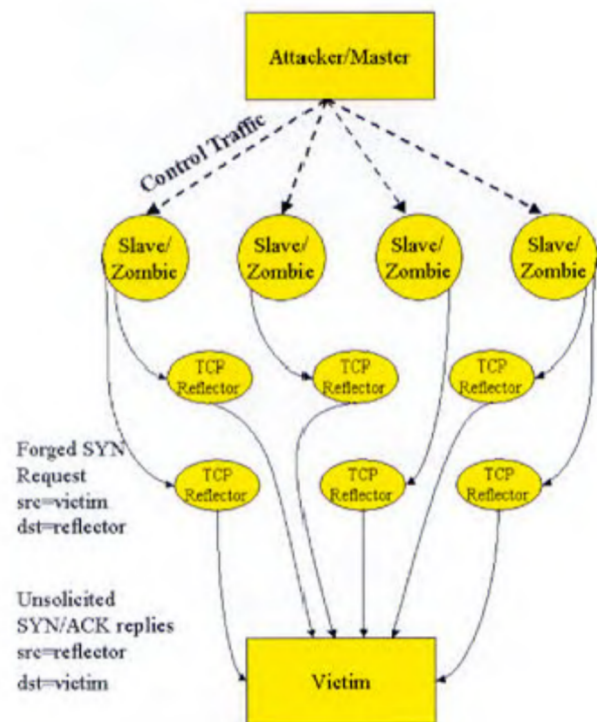 Attacker/Master
Control Traffic
Slave/
Zombie
Slave/
Zombie
Slave/
Zombie
Slave/
Zombie
TCP
Reflector
TCP
Reflector
TCP
Reflector
Forged SYN
Request
src=victim
dst=reflector
TCP
Reflector
TCP
Reflector
TCP
Reflector
Unsolicited
SYN/ACK replies
src=reflector
dst=victim
Victim